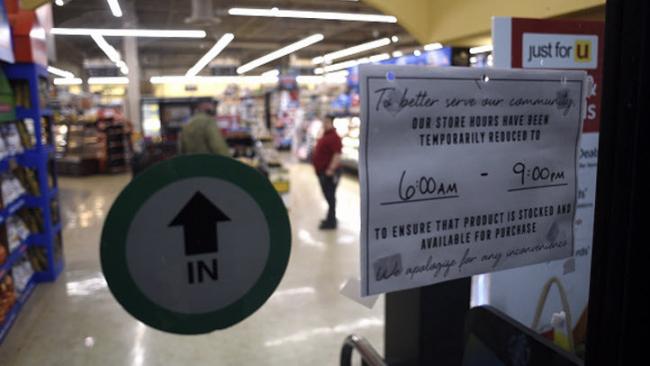 just for U
To better serve our community,
OUR STORE HOURS HAVE BEEN
TEMPORARILY REDUCED TO
6:00AM - 9:00PM
TO ENSURE THAT PRODUCT IS STOCKED AND
AVAILABLE FOR PURCHASE
We apologize for any inconvenience
IN